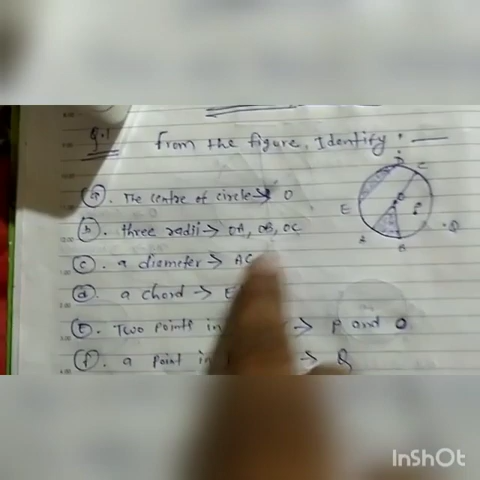 Q.1 From the figure, Identify :—
(a). The centre of circle → O
(b). three radii → OA, OB, OC
(c). a diameter → AC
(d). a chord → E
(e). Two points in → P and O
(f). a point in → Q
D
C
O
P
E
A
B
Q
InShOt